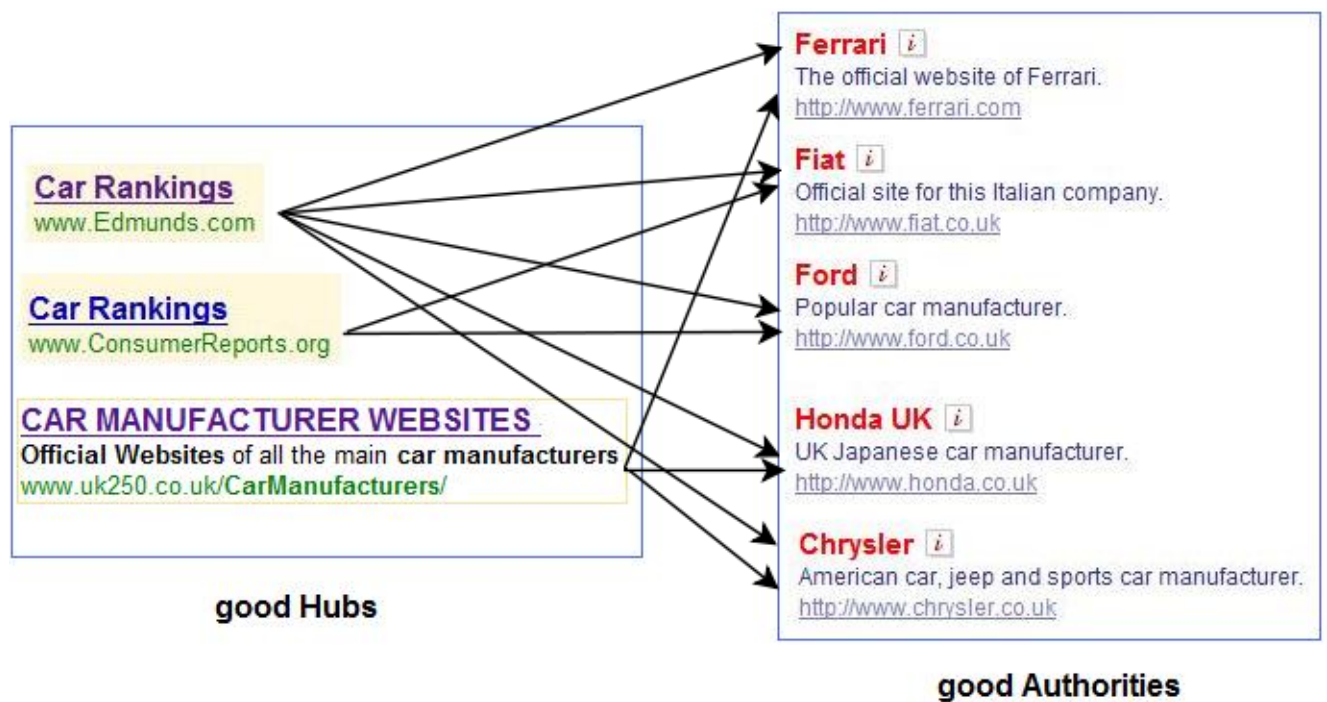 Car Rankings
www.Edmunds.com
Car Rankings
www.ConsumerReports.org
CAR MANUFACTURER WEBSITES
Official Websites of all the main car manufacturers
www.uk250.co.uk/CarManufacturers/
good Hubs
Ferrari i
The official website of Ferrari.
http://www.ferrari.com
Fiat i
Official site for this Italian company.
http://www.fiat.co.uk
Ford i
Popular car manufacturer.
http://www.ford.co.uk
Honda UK i
UK Japanese car manufacturer.
http://www.honda.co.uk
Chrysler i
American car, jeep and sports car manufacturer.
http://www.chrysler.co.uk
good Authorities